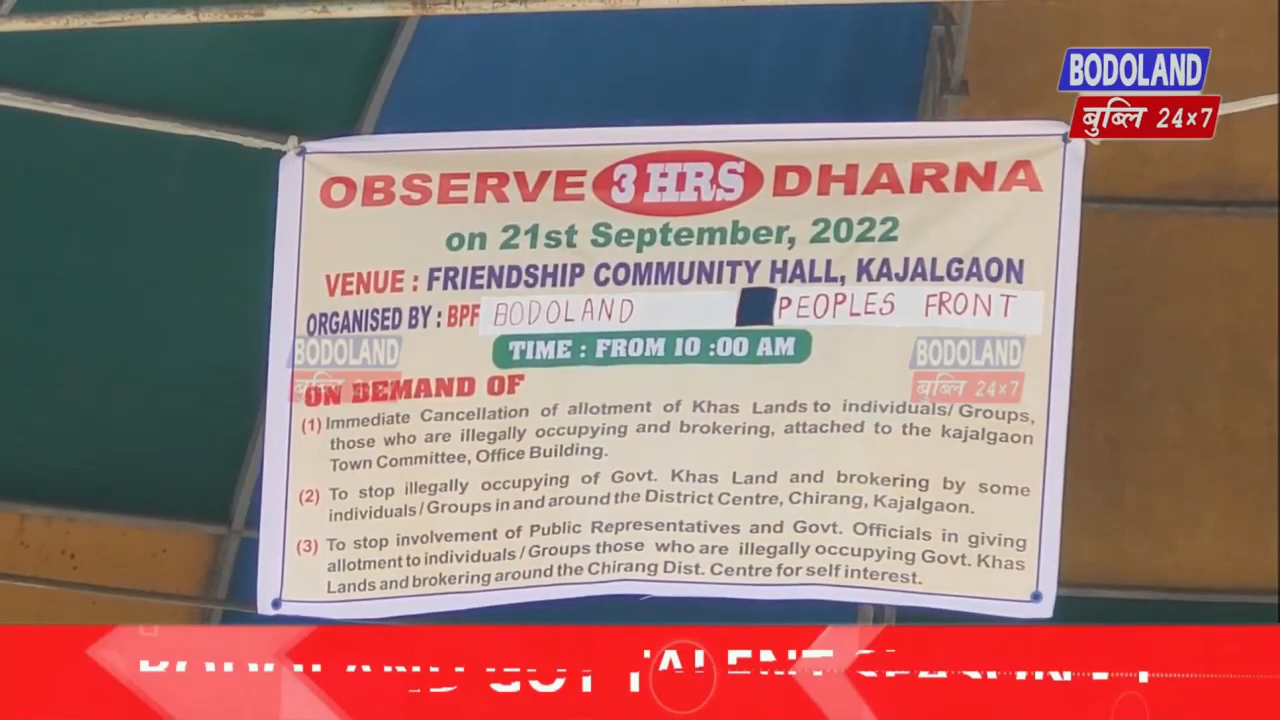 BODOLAND
बुब्लि 24×7
OBSERVE 3 HRS DHARNA
on 21st September, 2022
VENUE : FRIENDSHIP COMMUNITY HALL, KAJALGAON
ORGANISED BY : BPF BODOLAND PEOPLES FRONT
TIME : FROM 10 :00 AM
BODOLAND
बुब्लि 24×7
BODOLAND
बुब्लि 24×7
ON DEMAND OF
(1) Immediate Cancellation of allotment of Khas Lands to individuals/ Groups,
those who are illegally occupying and brokering, attached to the kajalgaon
Town Committee, Office Building.
(2) To stop illegally occupying of Govt. Khas Land and brokering by some
individuals / Groups in and around the District Centre, Chirang, Kajalgaon.
(3) To stop involvement of Public Representatives and Govt. Officials in giving
allotment to individuals / Groups those who are illegally occupying Govt. Khas
Lands and brokering around the Chirang Dist. Centre for self interest.
BODOLAND GOT TALENT